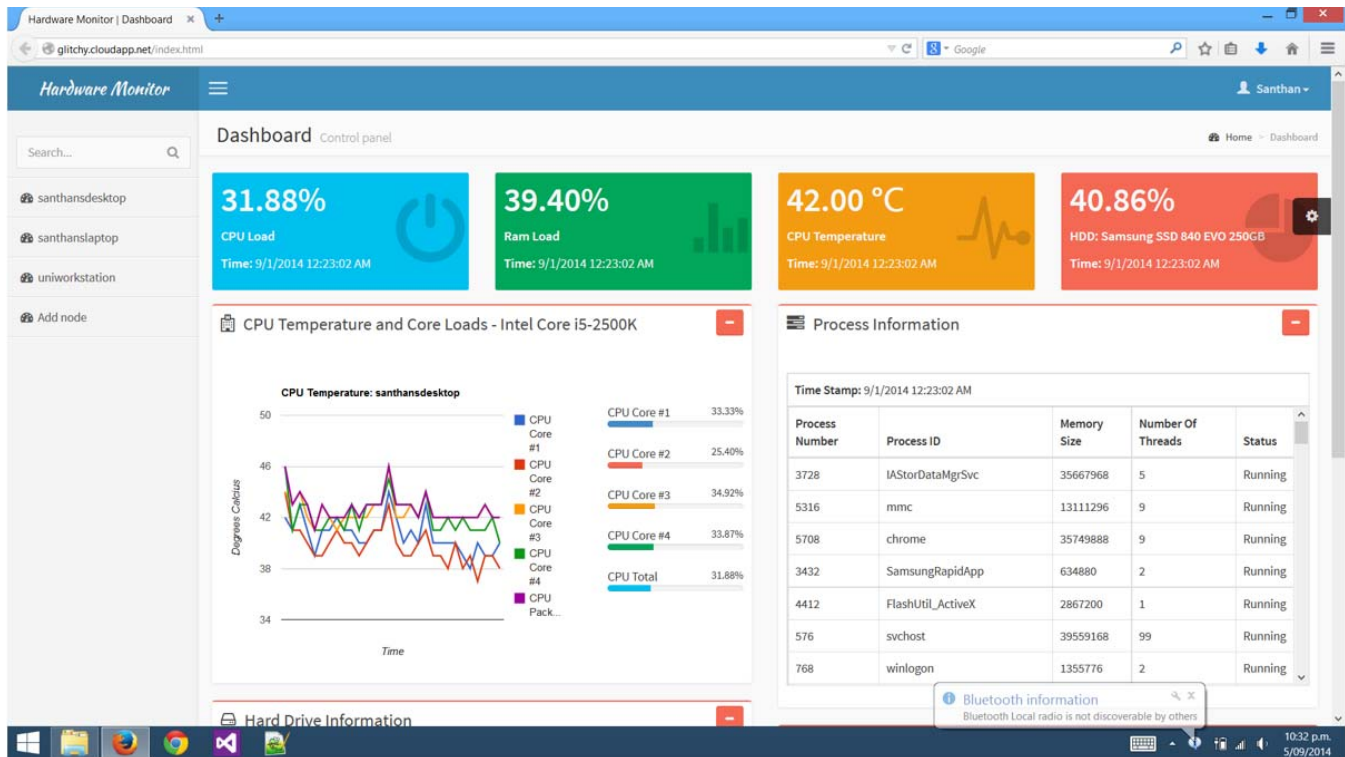 Hardware Monitor | Dashboard
glitchy.cloudapp.net/index.html
Google
Hardware Monitor
Santhan
Dashboard Control panel
Home > Dashboard
Search...
santhansdesktop
santhanslaptop
uniworkstation
Add node
31.88%
CPU Load
Time: 9/1/2014 12:23:02 AM
39.40%
Ram Load
Time: 9/1/2014 12:23:02 AM
42.00 °C
CPU Temperature
Time: 9/1/2014 12:23:02 AM
40.86%
HDD: Samsung SSD 840 EVO 250GB
Time: 9/1/2014 12:23:02 AM
CPU Temperature and Core Loads - Intel Core i5-2500K
CPU Temperature: santhansdesktop
Degrees Calcius
50
46
42
38
34
Time
CPU
Core
#1
CPU
Core
#2
CPU
Core
#3
CPU
Core
#4
CPU
Pack...
CPU Core #1 33.33%
CPU Core #2 25.40%
CPU Core #3 34.92%
CPU Core #4 33.87%
CPU Total 31.88%
Process Information
Time Stamp: 9/1/2014 12:23:02 AM
Process Number Process ID Memory Size Number Of Threads Status
3728 IAStorDataMgrSvc 35667968 5 Running
5316 mmc 13111296 9 Running
5708 chrome 35749888 9 Running
3432 SamsungRapidApp 634880 2 Running
4412 FlashUtil_ActiveX 2867200 1 Running
576 svchost 39559168 99 Running
768 winlogon 1355776 2 Running
Hard Drive Information
Bluetooth information
Bluetooth Local radio is not discoverable by others
10:32 p.m.
5/09/2014